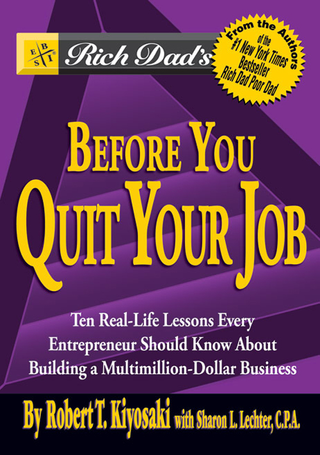 E B
S I
Rich Dad's
From the Authors
of the
#1 New York Times
Bestseller
Rich Dad Poor Dad
BEFORE YOU
QUIT YOUR JOB
Ten Real-Life Lessons Every
Entrepreneur Should Know About
Building a Multimillion-Dollar Business
By Robert T. Kiyosaki with Sharon L. Lechter, C.P.A.